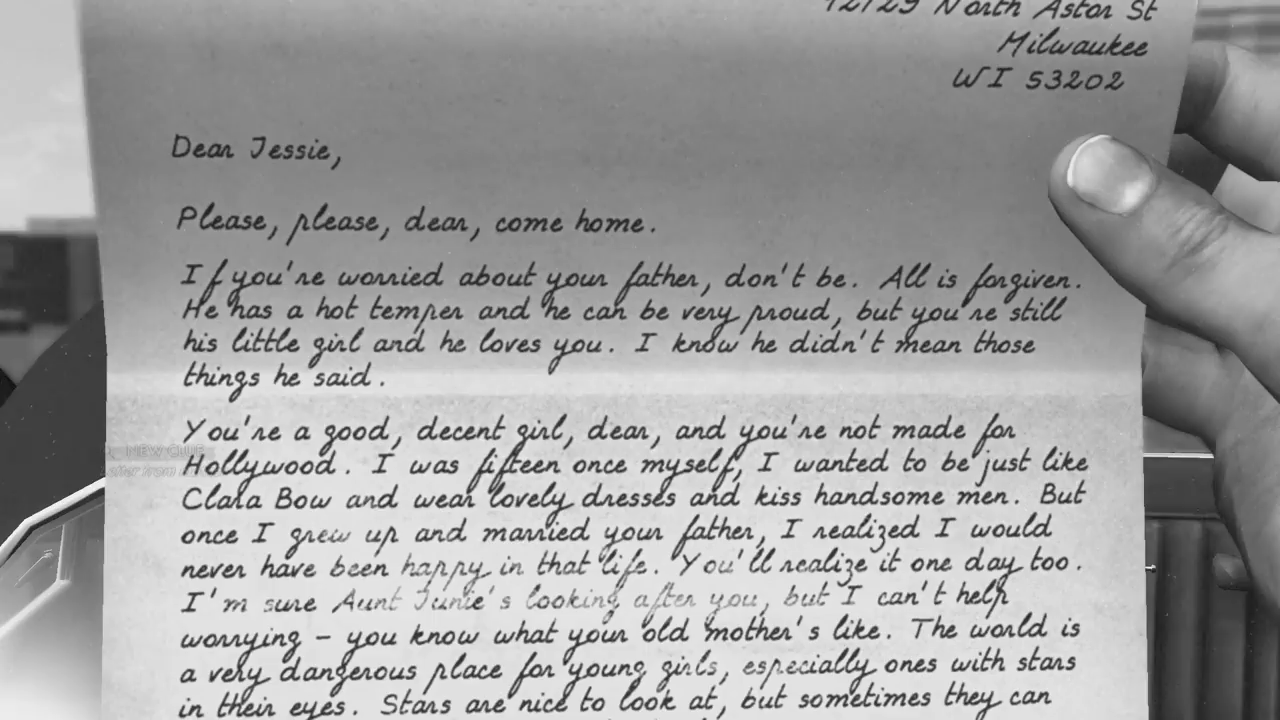 North Astor St
Milwaukee
WI 53202
Dear Jessie,
Please, please, dear, come home.
If you're worried about your father, don't be. All is forgiven.
He has a hot temper and he can be very proud, but you're still
his little girl and he loves you. I know he didn't mean those
things he said.
You're a good, decent girl, dear, and you're not made for
Hollywood. I was fifteen once myself, I wanted to be just like
Clara Bow and wear lovely dresses and kiss handsome men. But
once I grew up and married your father, I realized I would
never have been happy in that life. You'll realize it one day too.
I'm sure Aunt Junie's looking after you, but I can't help
worrying - you know what your old mother's like. The world is
a very dangerous place for young girls, especially ones with stars
in their eyes. Stars are nice to look at, but sometimes they can
NEW CLUE